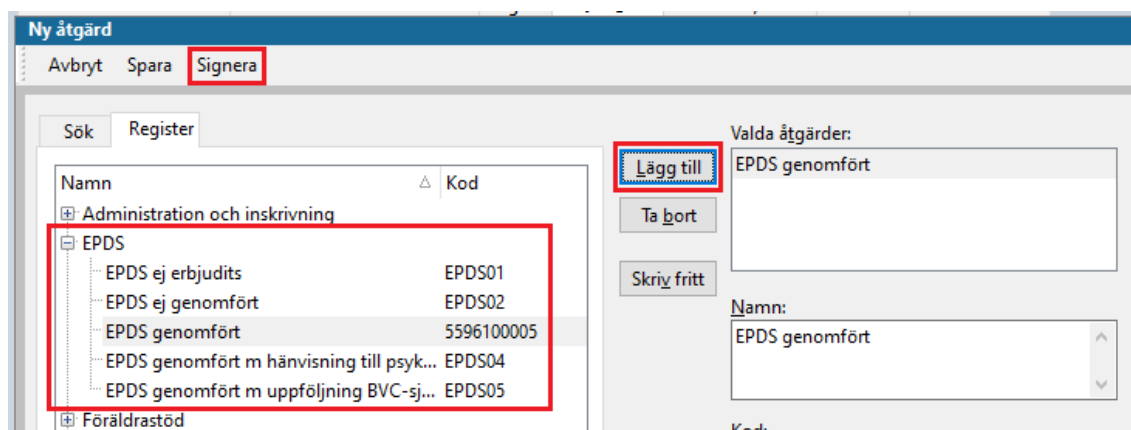 Ny åtgärd
Avbryt Spara Signera
Sök Register
Namn Kod
Administration och inskrivning
EPDS
EPDS ej erbjudits EPDS01
EPDS ej genomfört EPDS02
EPDS genomfört 5596100005
EPDS genomfört m hänvisning till psyk... EPDS04
EPDS genomfört m uppföljning BVC-sj... EPDS05
Föräldrastöd
Lägg till
Ta bort
Skriv fritt
Valda åtgärder:
EPDS genomfört
Namn:
EPDS genomfört
Kod: